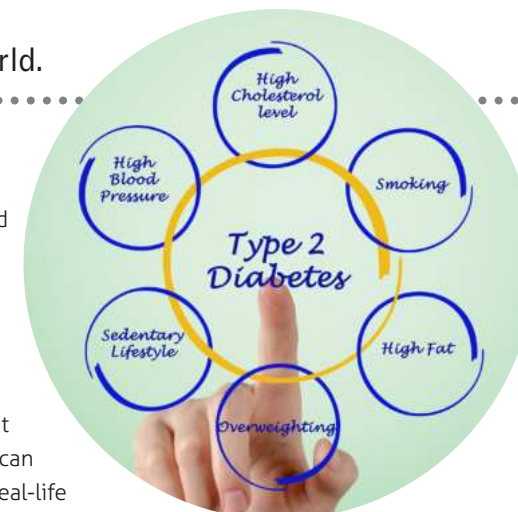 rld.
d
t
can
eal-life
High
Cholesterol
level
High
Blood
Pressure
Smoking
Type 2
Diabetes
Sedentary
Lifestyle
High Fat
Overweighting